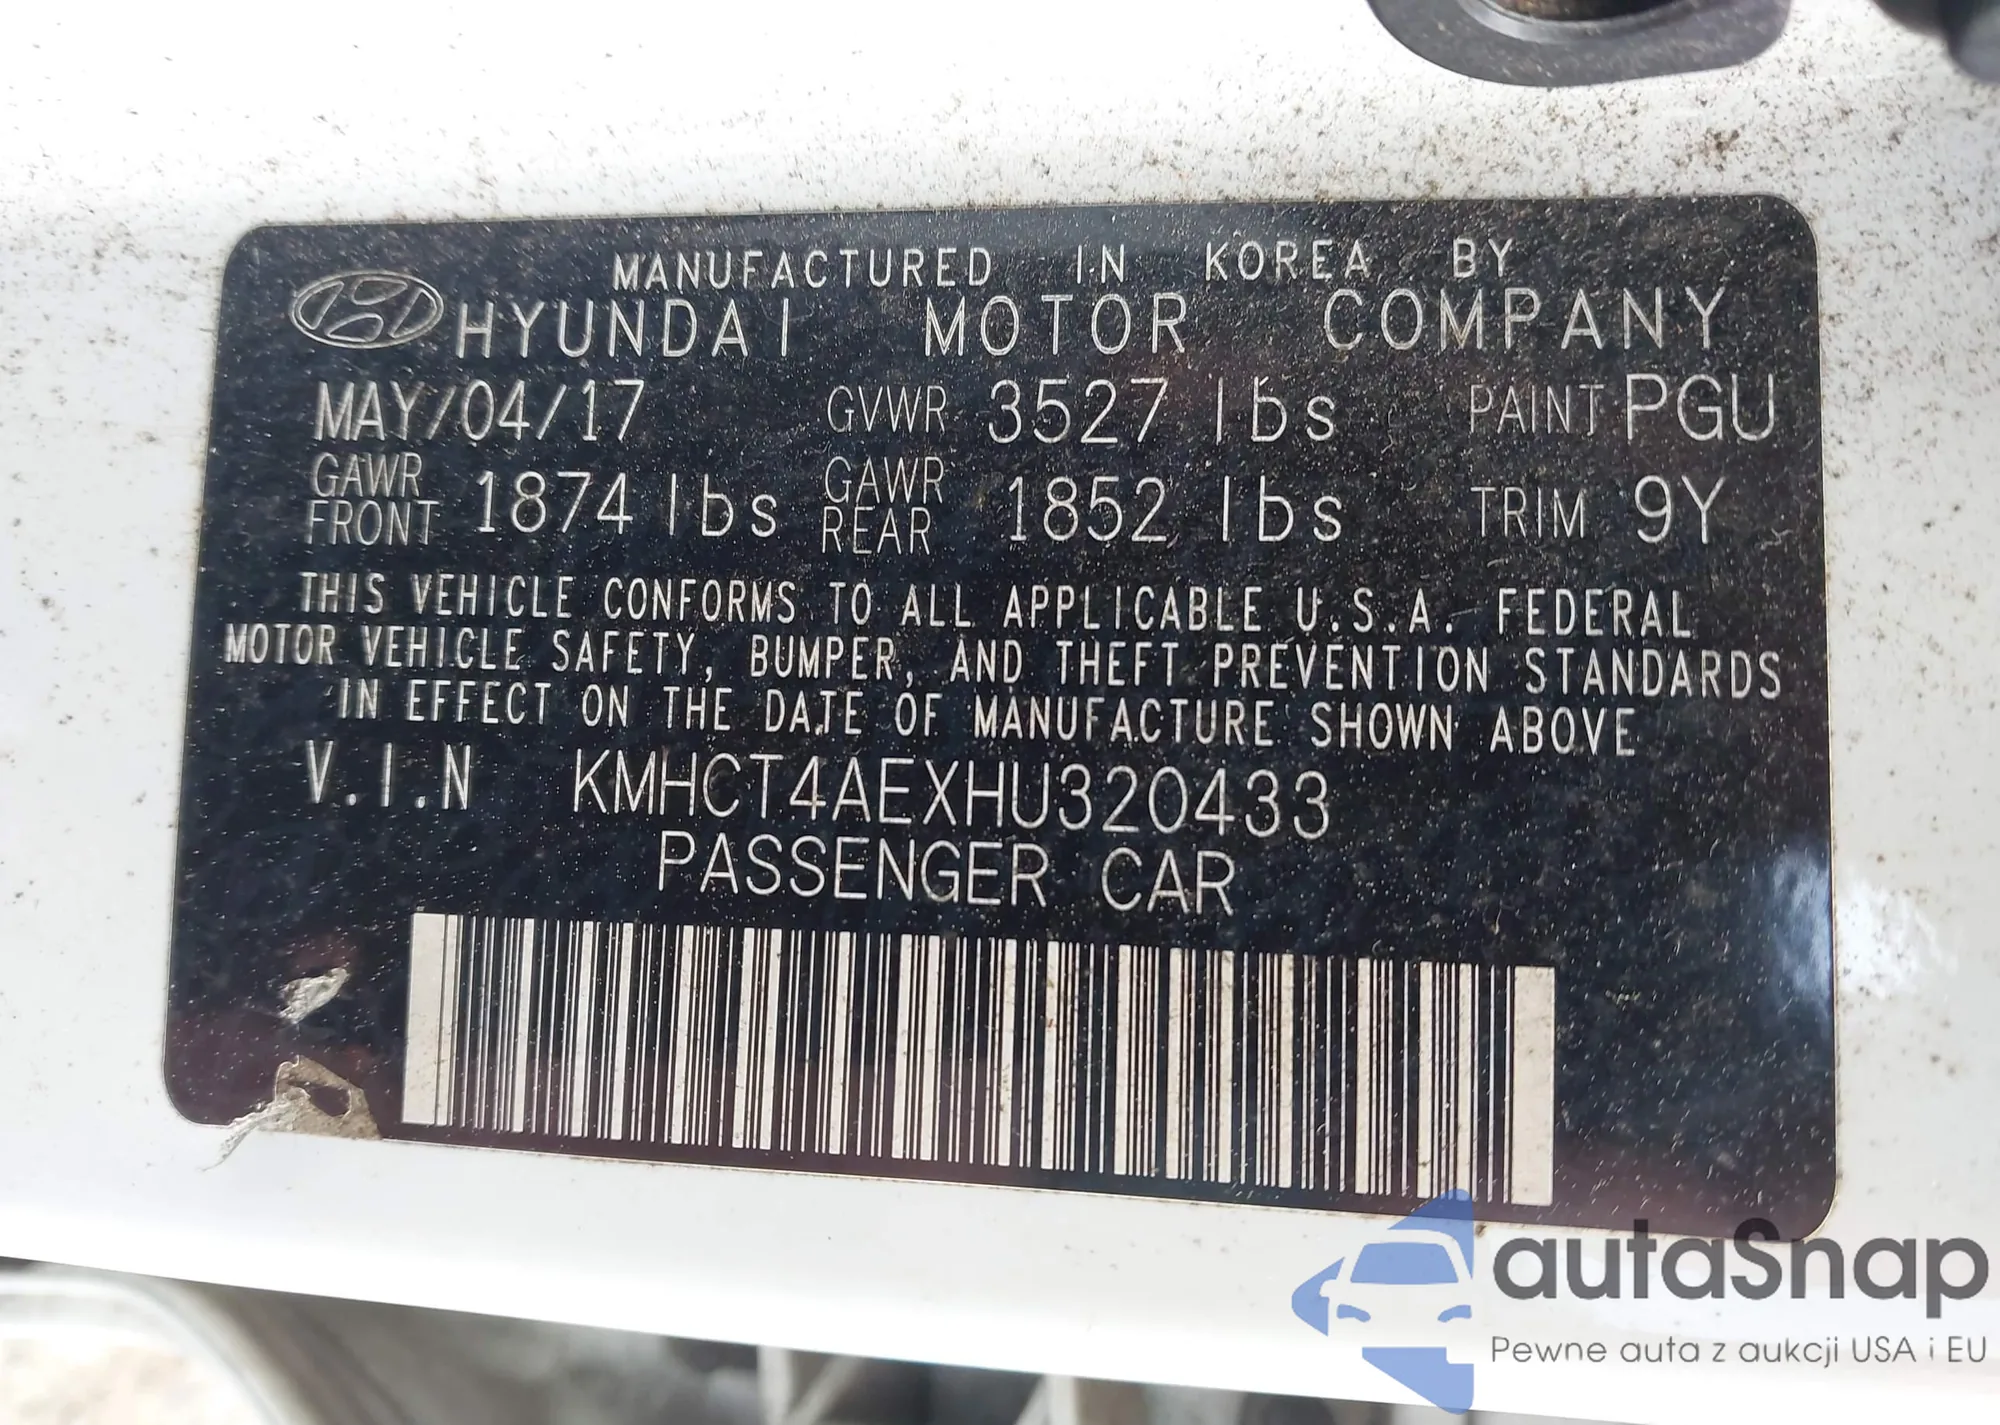 MANUFACTURED IN KOREA BY
HYUNDAI MOTOR COMPANY
MAY/04/17 GVWR 3527 lbs PAINT PGU
GAWR FRONT 1874 lbs GAWR REAR 1852 lbs TRIM 9Y
THIS VEHICLE CONFORMS TO ALL APPLICABLE U.S.A. FEDERAL
MOTOR VEHICLE SAFETY, BUMPER, AND THEFT PREVENTION STANDARDS
IN EFFECT ON THE DATE OF MANUFACTURE SHOWN ABOVE
V.I.N KMHCT4AEXHU320433
PASSENGER CAR
autaSnap
Pewne auta z aukcji USA i EU